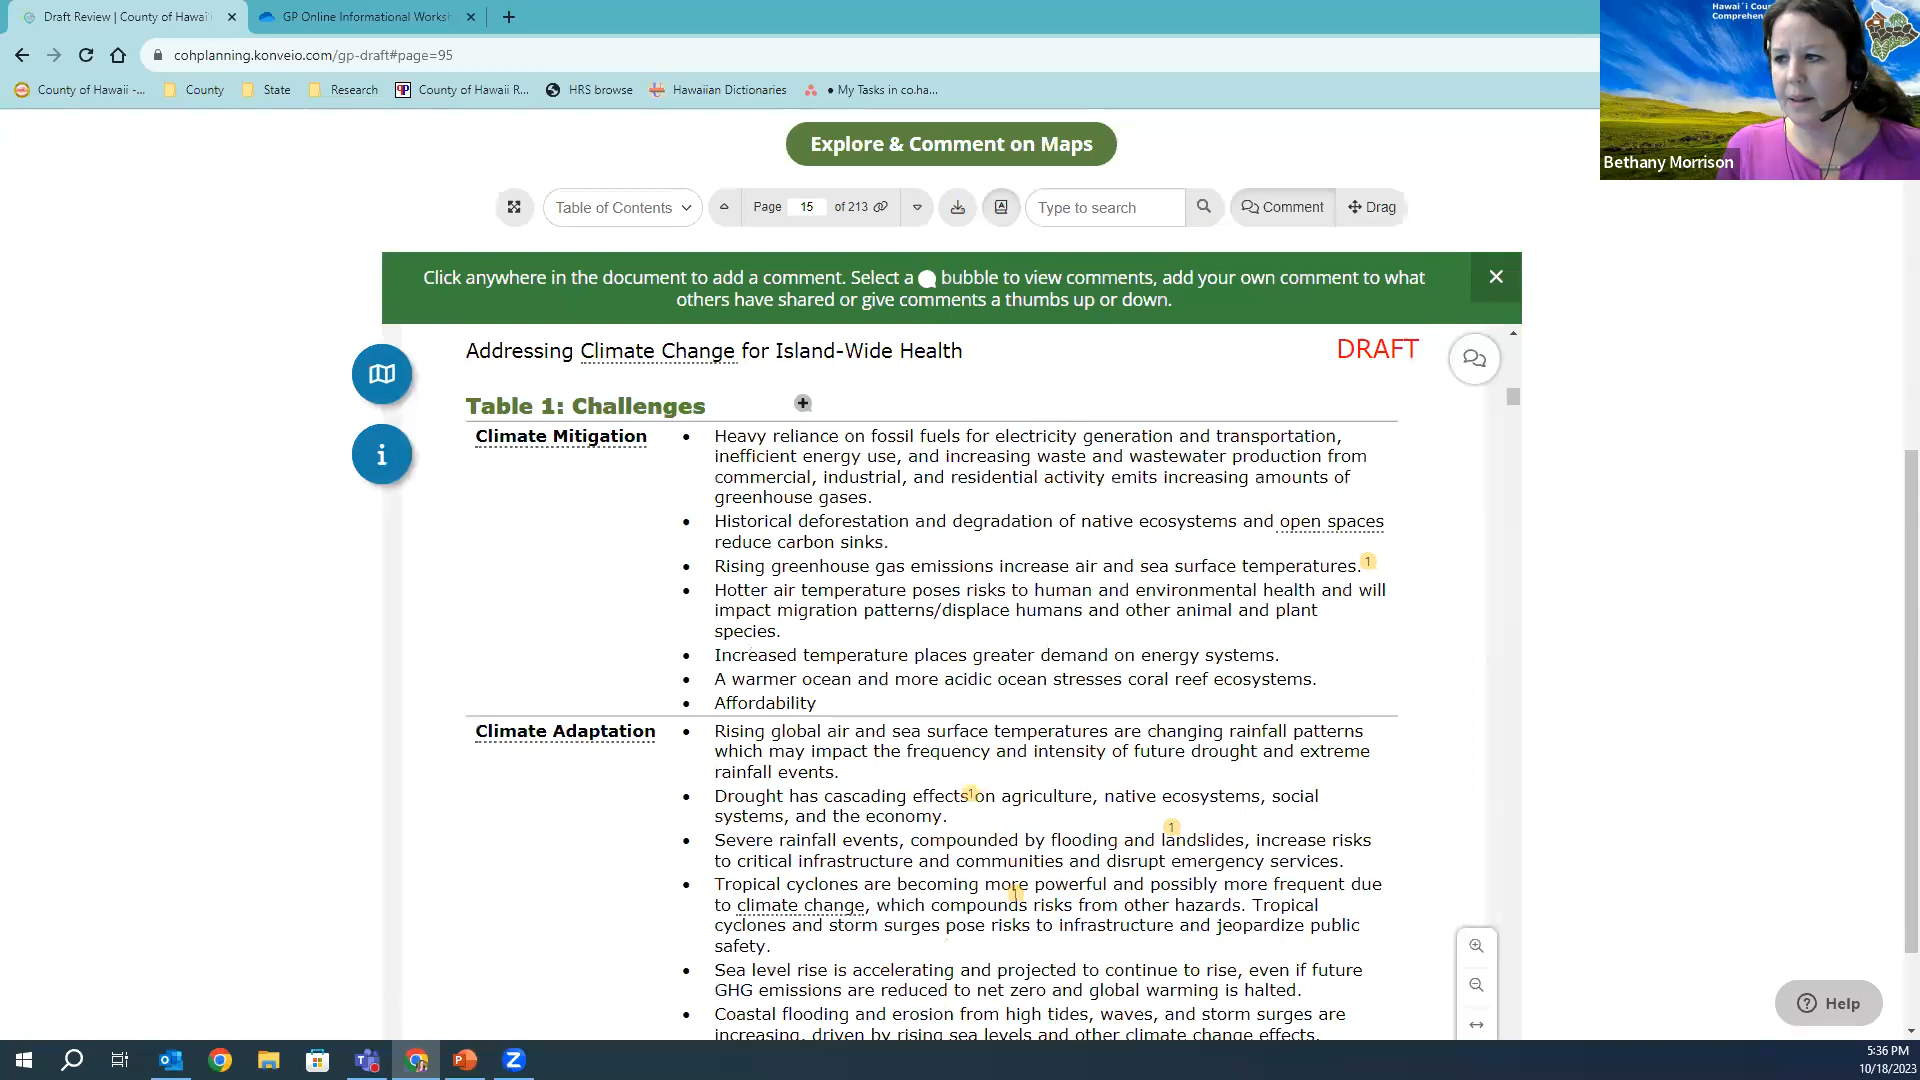 Draft Review | County of Hawai'i
GP Online Informational Works
cohplanning.konveio.com/gp-draft#page=95
County of Hawaii -...
County
State
Research
County of Hawaii R...
HRS browse
Hawaiian Dictionaries
● My Tasks in co.ha...
Hawai´i Cou
Comprehen
Bethany Morrison
Explore & Comment on Maps
Table of Contents
Page 15 of 213
Type to search
Comment
Drag
Click anywhere in the document to add a comment. Select a bubble to view comments, add your own comment to what
others have shared or give comments a thumbs up or down.
Addressing Climate Change for Island-Wide Health
DRAFT
Table 1: Challenges
Climate Mitigation
• Heavy reliance on fossil fuels for electricity generation and transportation,
inefficient energy use, and increasing waste and wastewater production from
commercial, industrial, and residential activity emits increasing amounts of
greenhouse gases.
• Historical deforestation and degradation of native ecosystems and open spaces
reduce carbon sinks.
• Rising greenhouse gas emissions increase air and sea surface temperatures. 1
• Hotter air temperature poses risks to human and environmental health and will
impact migration patterns/displace humans and other animal and plant
species.
• Increased temperature places greater demand on energy systems.
• A warmer ocean and more acidic ocean stresses coral reef ecosystems.
• Affordability
Climate Adaptation
• Rising global air and sea surface temperatures are changing rainfall patterns
which may impact the frequency and intensity of future drought and extreme
rainfall events.
• Drought has cascading effects 1 on agriculture, native ecosystems, social
systems, and the economy.
1
• Severe rainfall events, compounded by flooding and landslides, increase risks
to critical infrastructure and communities and disrupt emergency services.
• Tropical cyclones are becoming more powerful and possibly more frequent due
1
to climate change, which compounds risks from other hazards. Tropical
cyclones and storm surges pose risks to infrastructure and jeopardize public
safety.
• Sea level rise is accelerating and projected to continue to rise, even if future
GHG emissions are reduced to net zero and global warming is halted.
• Coastal flooding and erosion from high tides, waves, and storm surges are
increasing, driven by rising sea levels and other climate change effects.
Help
5:36 PM
10/18/2023